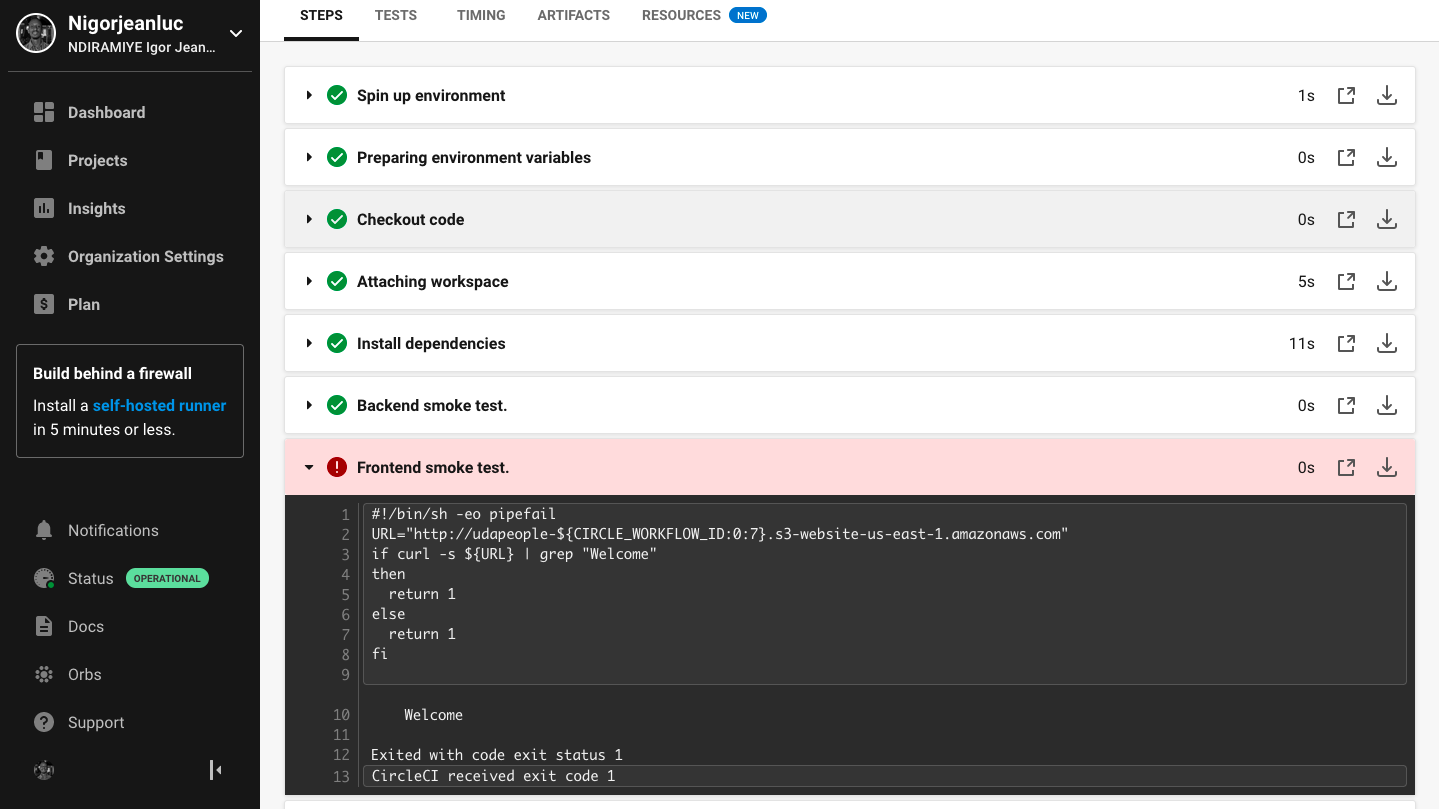 Nigorjeanluc
NDIRAMIYE Igor Jean...
Dashboard
Projects
Insights
Organization Settings
Plan
Build behind a firewall
Install a self-hosted runner
in 5 minutes or less.
Notifications
Status OPERATIONAL
Docs
Orbs
Support
STEPS TESTS TIMING ARTIFACTS RESOURCES NEW
Spin up environment 1s
Preparing environment variables 0s
Checkout code 0s
Attaching workspace 5s
Install dependencies 11s
Backend smoke test. 0s
Frontend smoke test. 0s
1 #!/bin/sh -eo pipefail
2 URL="http://udapeople-${CIRCLE_WORKFLOW_ID:0:7}.s3-website-us-east-1.amazonaws.com"
3 if curl -s ${URL} | grep "Welcome"
4 then
5   return 1
6 else
7   return 1
8 fi
9
10     Welcome
11
12 Exited with code exit status 1
13 CircleCI received exit code 1